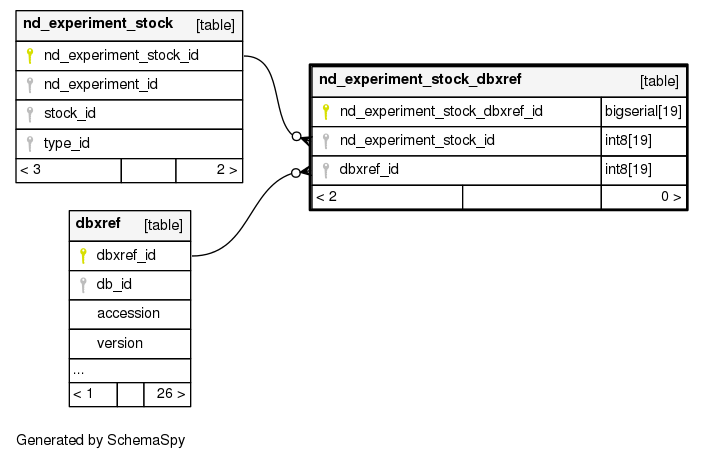 nd_experiment_stock [table]
nd_experiment_stock_id
nd_experiment_id
stock_id
type_id
< 3 2 >
nd_experiment_stock_dbxref [table]
nd_experiment_stock_dbxref_id bigserial[19]
nd_experiment_stock_id int8[19]
dbxref_id int8[19]
< 2 0 >
dbxref [table]
dbxref_id
db_id
accession
version
...
< 1 26 >
Generated by SchemaSpy